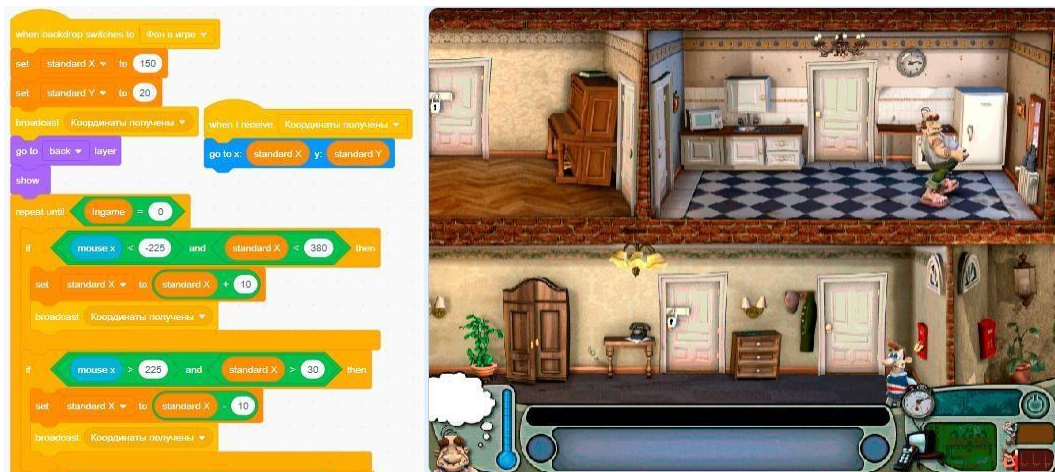 when backdrop switches to Фон в игре
set standard X to 150
set standard Y to 20
broadcast Координаты получены
go to back layer
show
repeat until Ingame = 0
if mouse x < -225 and standard X < 380 then
set standard X to standard X + 10
broadcast Координаты получены
if mouse x > 225 and standard X > 30 then
set standard X to standard X - 10
broadcast Координаты получены
when I receive Координаты получены
go to x: standard X y: standard Y
1